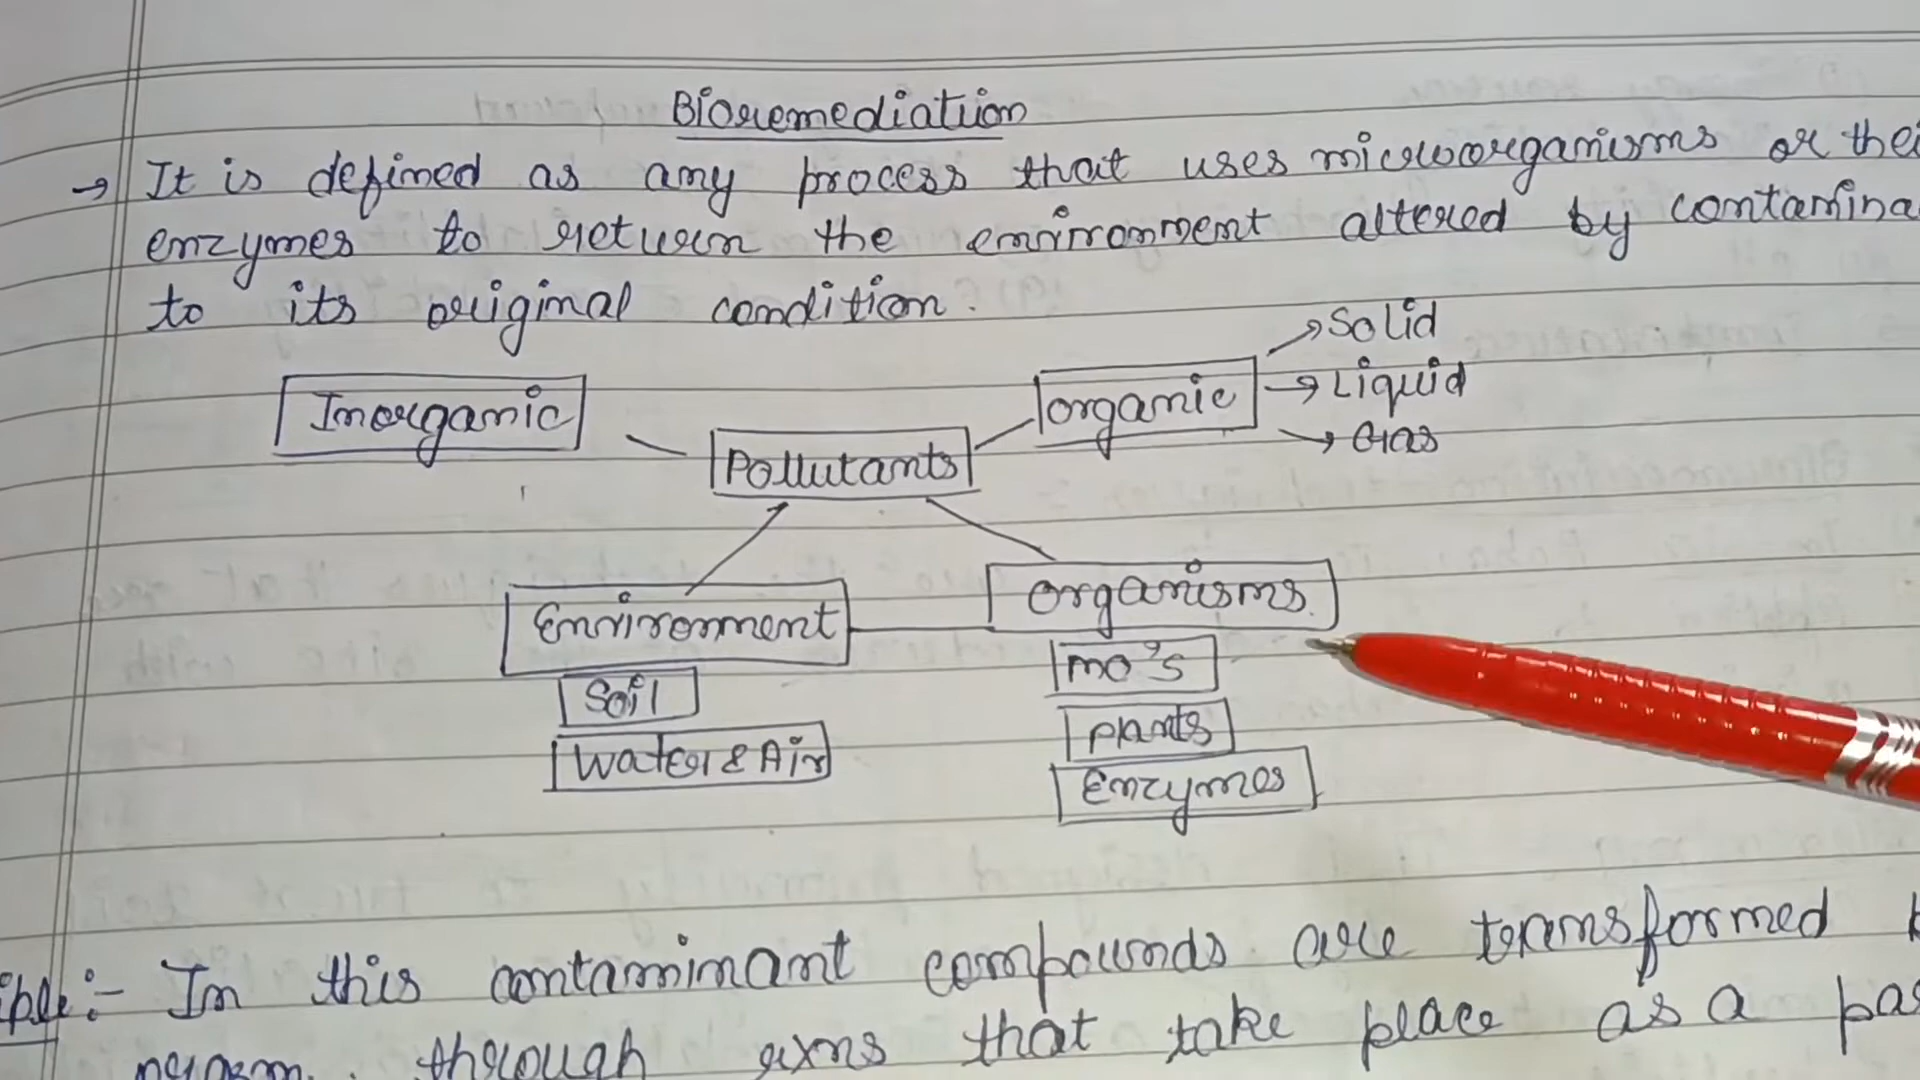 Bioremediation
→ It is defined as any process that uses microorganisms or thei
enzymes to return the environment altered by contamina
to its original condition.
→ Solid
Inorganic
organic → Liquid
→ Gas
Pollutants
Environment
Organisms
Soil
mo's
Water & Air
plants
Enzymes
iple:- In this contaminant compounds are transformed
through rxns that take place as a pa